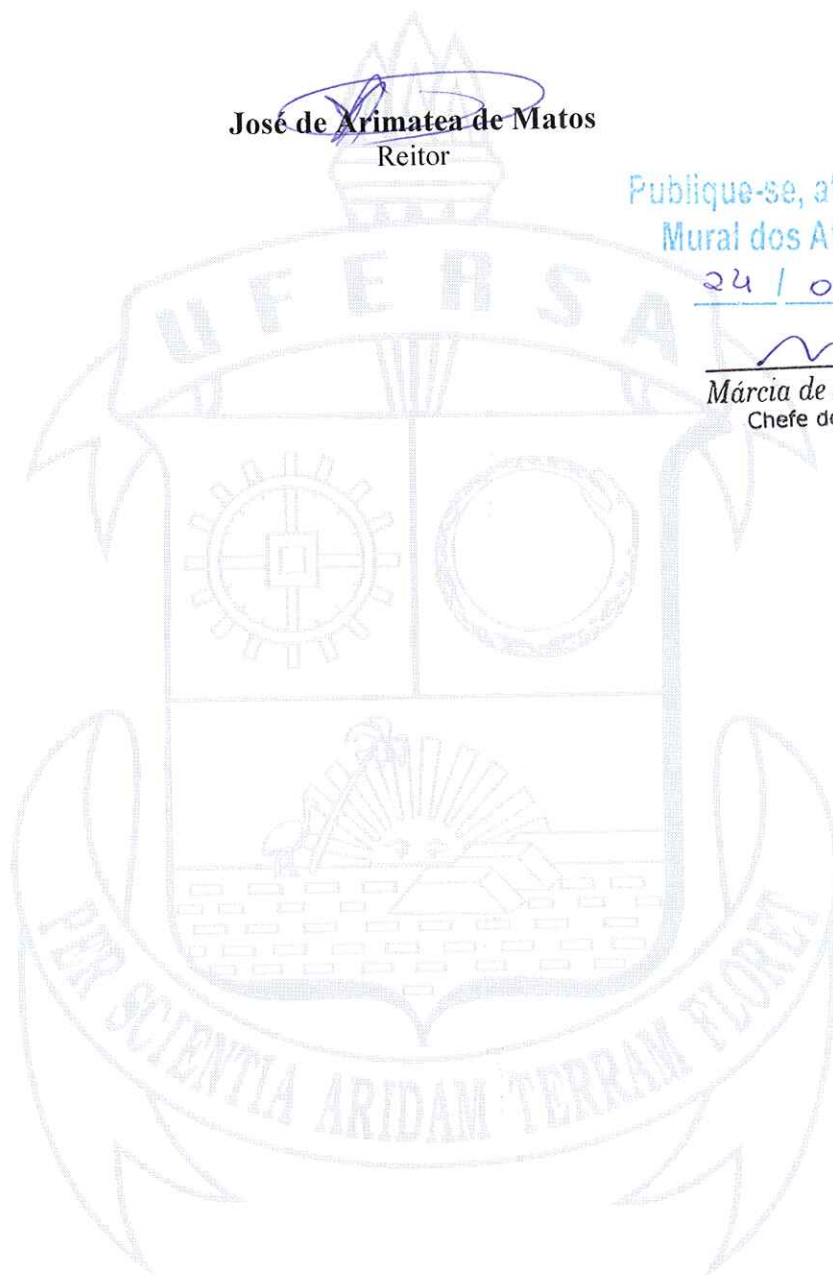 José de Arimatea de Matos
Reitor
Publique-se,
Mural dos
24 / 0
Márcia de
Chefe
UFERSA
PER SCIENTIA ARIDAM TERRAM FLORET